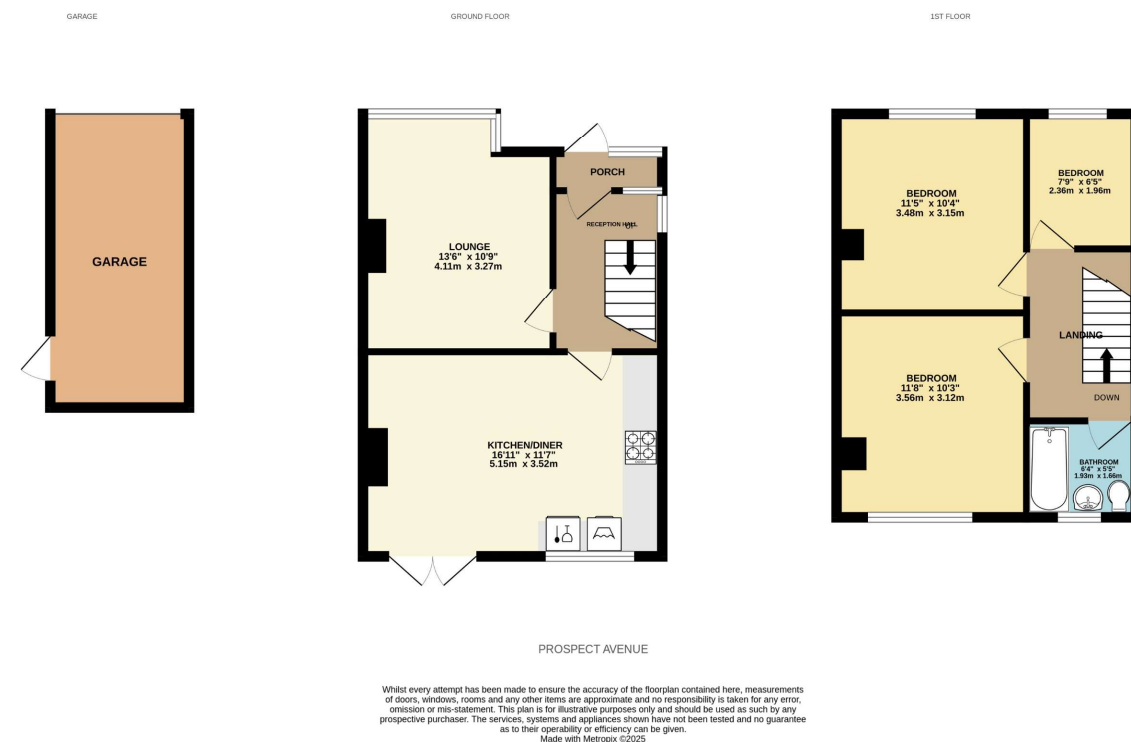 GARAGE
GROUND FLOOR
1ST FLOOR
GARAGE
PORCH
RECEPTION HALL
UP
LOUNGE
13'6" x 10'9"
4.11m x 3.27m
KITCHEN/DINER
16'11" x 11'7"
5.15m x 3.52m
BEDROOM
11'5" x 10'4"
3.48m x 3.15m
BEDROOM
7'9" x 6'5"
2.36m x 1.96m
LANDING
DOWN
BEDROOM
11'8" x 10'3"
3.56m x 3.12m
BATHROOM
6'4" x 5'5"
1.93m x 1.66m
PROSPECT AVENUE
Whilst every attempt has been made to ensure the accuracy of the floorplan contained here, measurements
of doors, windows, rooms and any other items are approximate and no responsibility is taken for any error,
omission or mis-statement. This plan is for illustrative purposes only and should be used as such by any
prospective purchaser. The services, systems and appliances shown have not been tested and no guarantee
as to their operability or efficiency can be given.
Made with Metropix ©2025